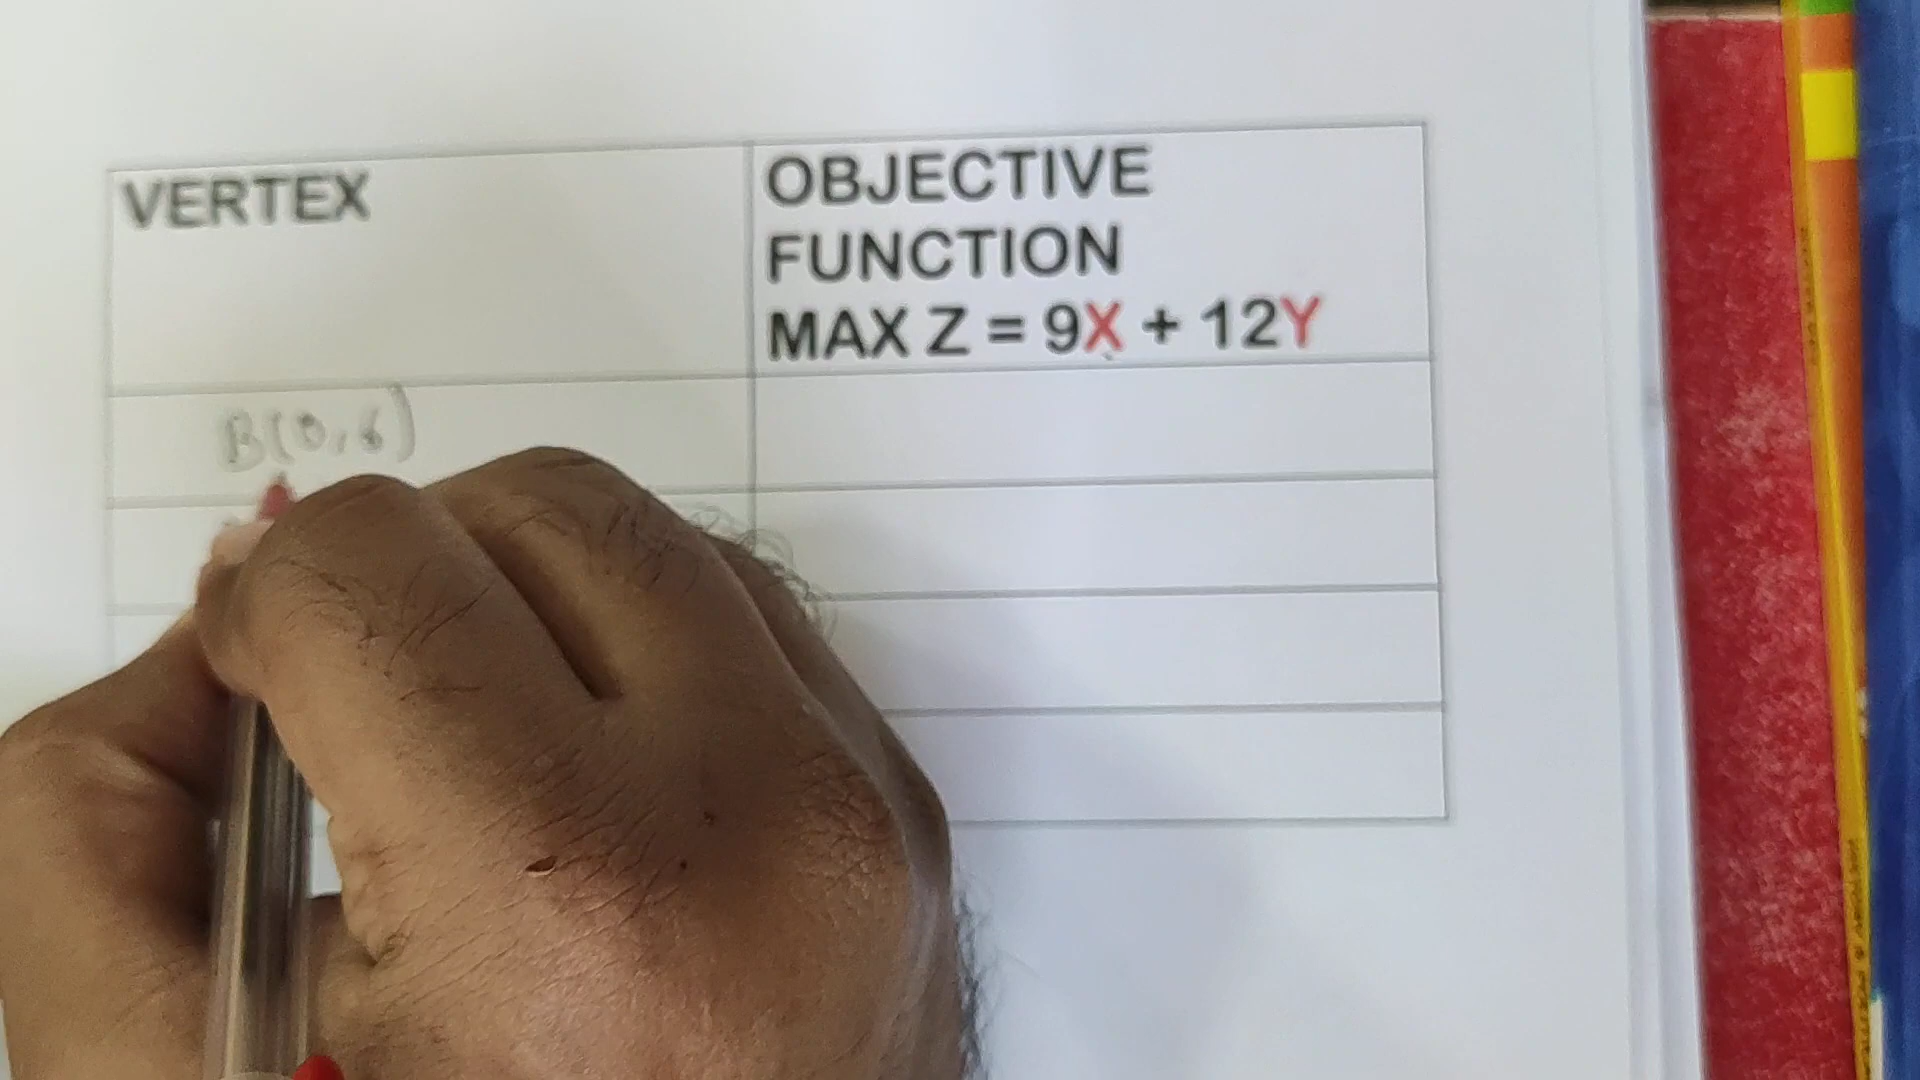 VERTEX
OBJECTIVE
FUNCTION
MAX Z = 9X + 12Y
B(0,6)